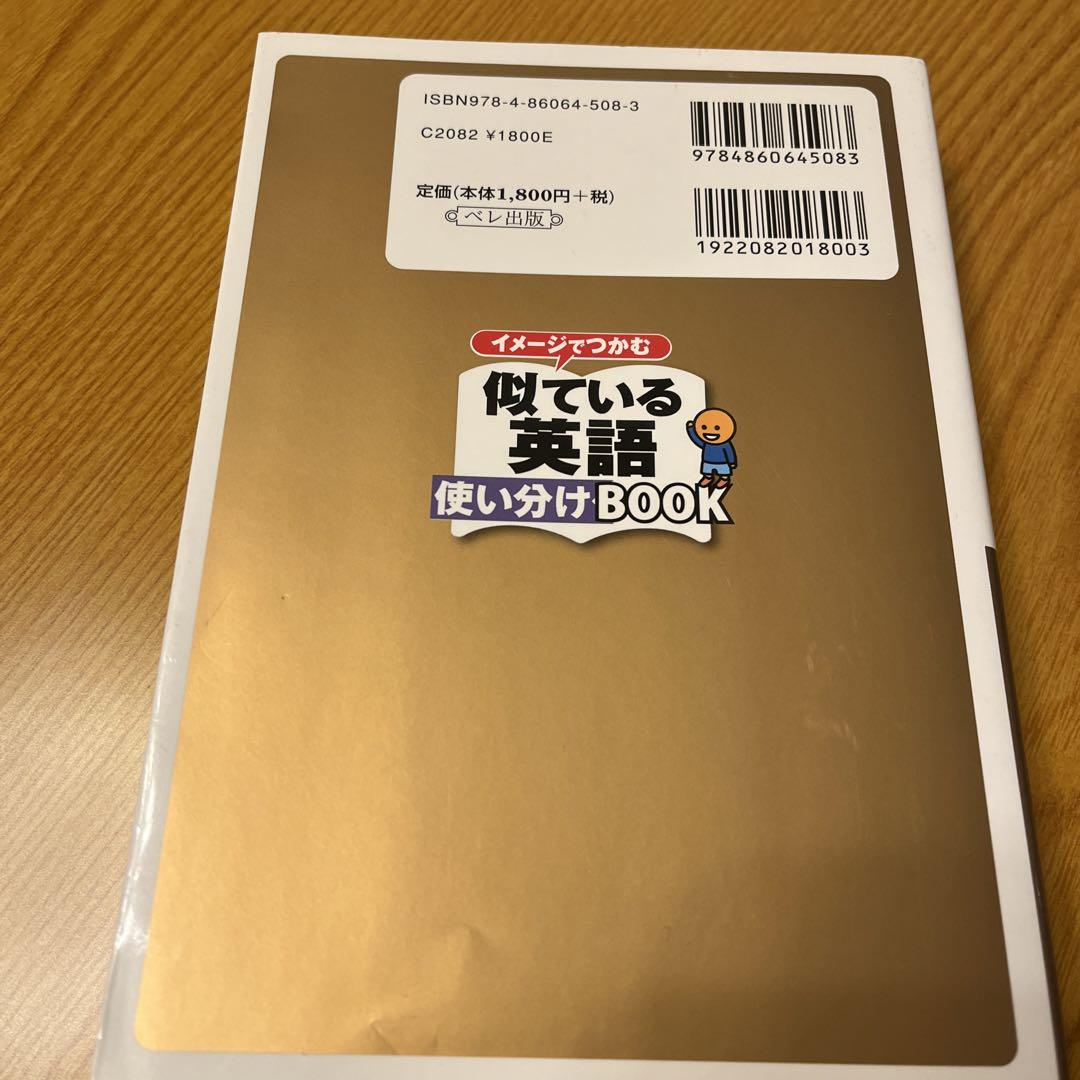 ISBN978-4-86064-508-3
C2082 ¥1800E
定価(本体1,800円+税)
ベレ出版
9784860645083
1922082018003
イメージでつかむ
似ている
英語
使い分けBOOK